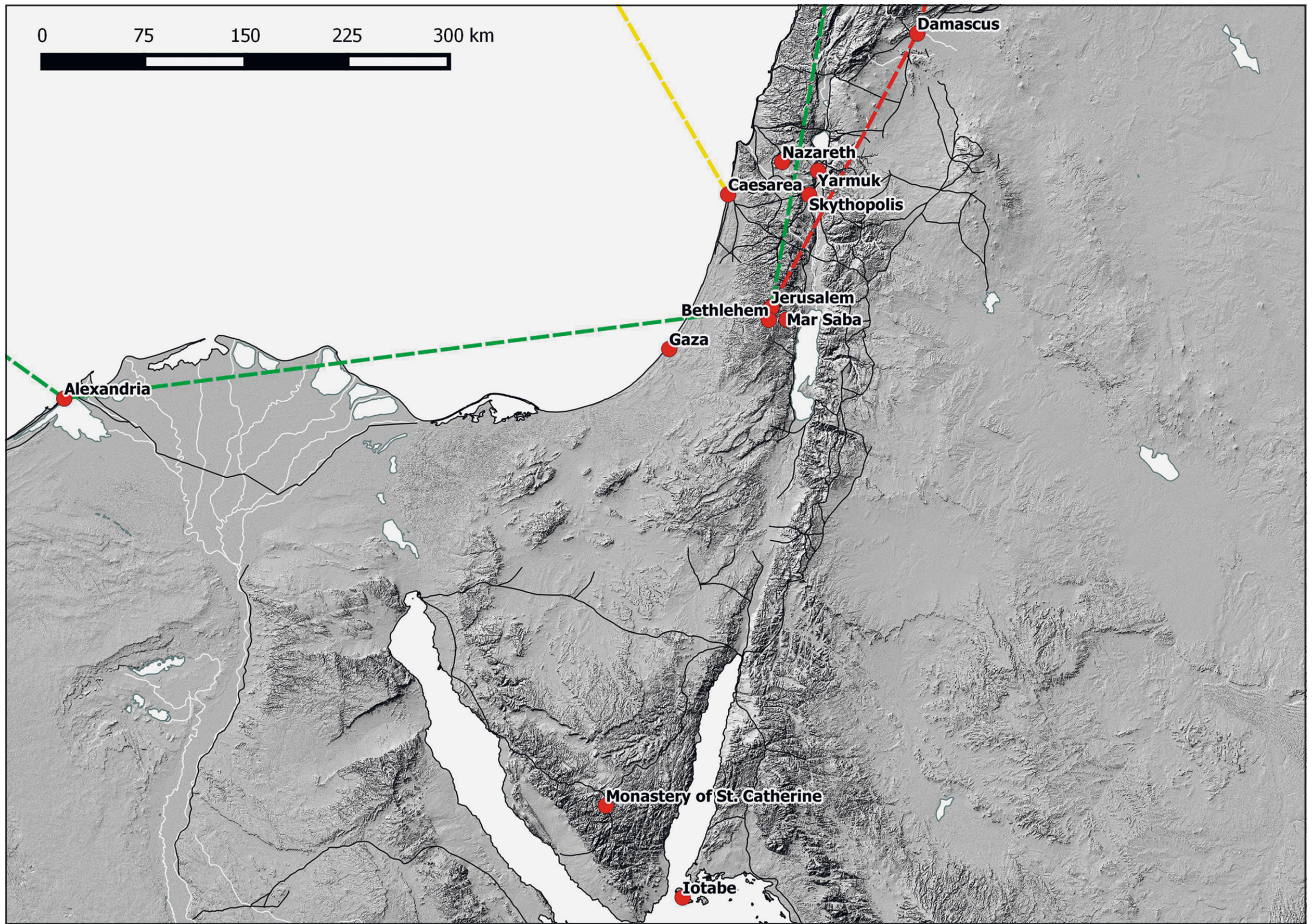 0 75 150 225 300 km
Damascus
Nazareth
Yarmuk
Caesarea
Skythopolis
Jerusalem
Bethlehem
Mar Saba
Gaza
Alexandria
Monastery of St. Catherine
Iotabe